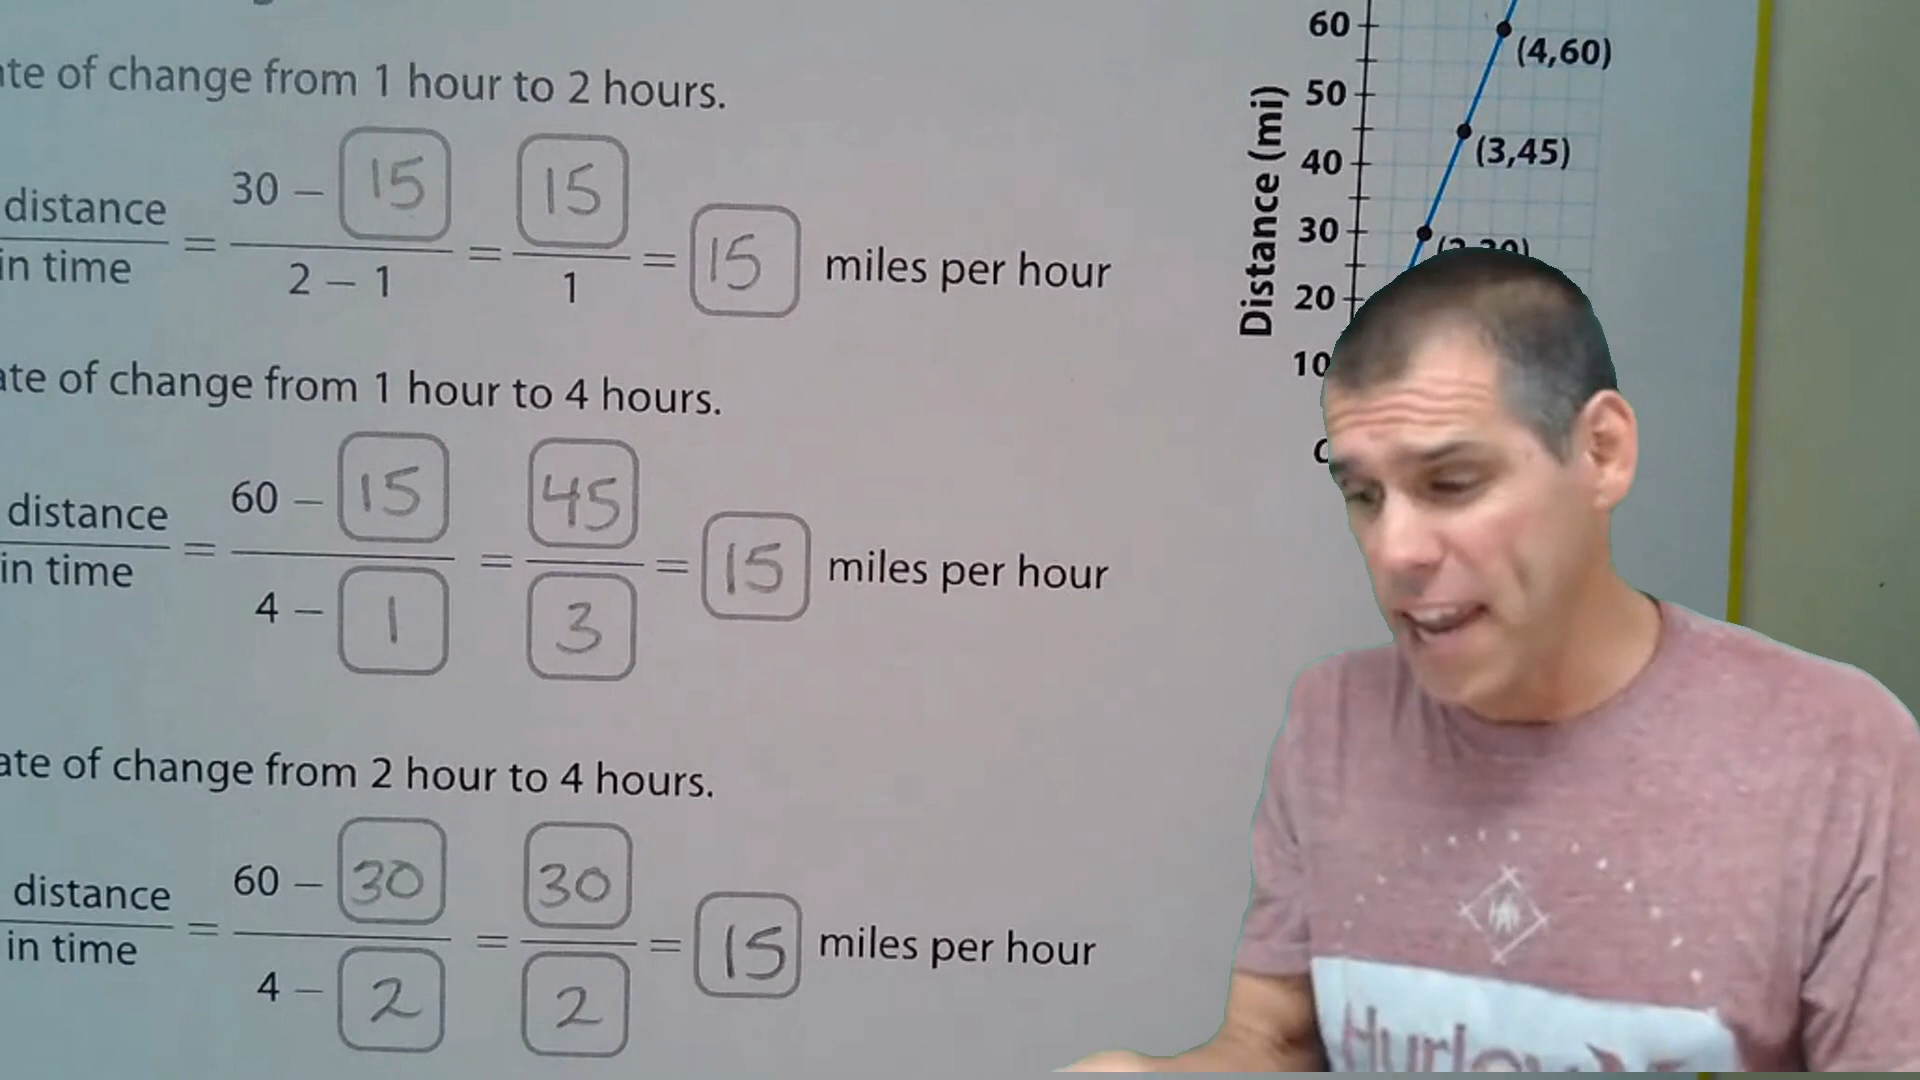 ate of change from 1 hour to 2 hours.
distance
in time
= 30 – 15
2 – 1
= 15
1
= 15 miles per hour
ate of change from 1 hour to 4 hours.
distance
in time
= 60 – 15
4 – 1
= 45
3
= 15 miles per hour
ate of change from 2 hour to 4 hours.
distance
in time
= 60 – 30
4 – 2
= 30
2
= 15 miles per hour
Distance (mi)
60
50
40
30
20
10
(4,60)
(3,45)
Hurley